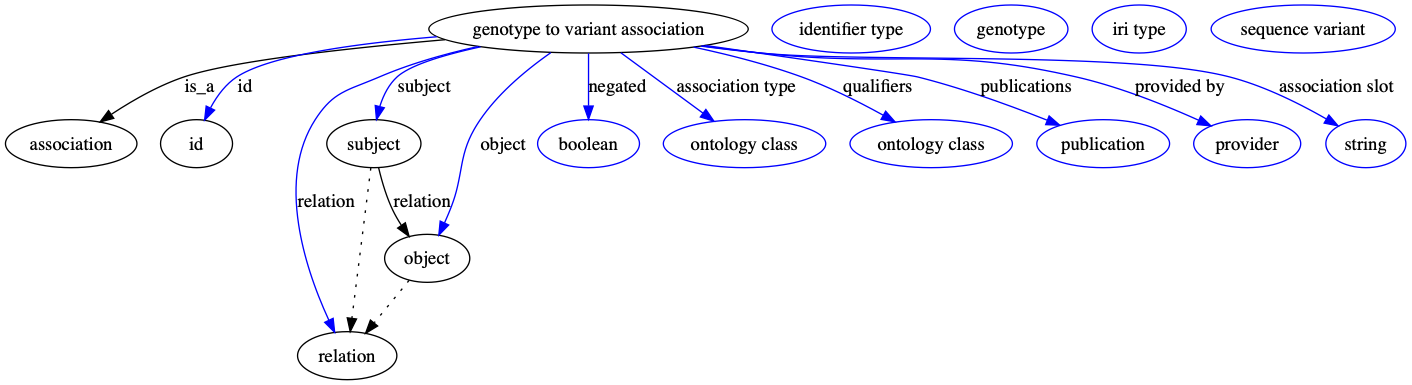 genotype to variant association
identifier type
genotype
iri type
sequence variant
is_a
id
subject
negated
association type
qualifiers
publications
provided by
association slot
association
id
subject
object
boolean
ontology class
ontology class
publication
provider
string
relation
relation
object
relation